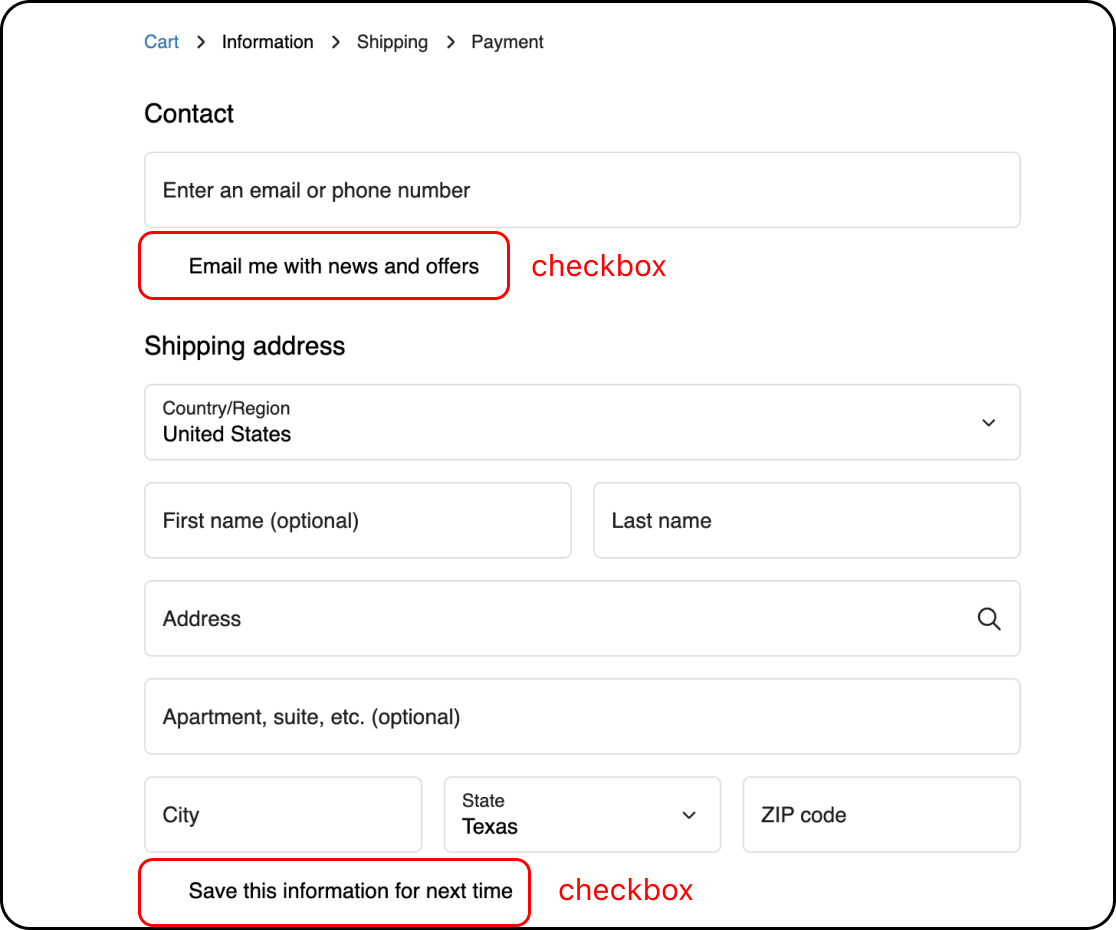 Cart > Information > Shipping > Payment
Contact
Enter an email or phone number
Email me with news and offers checkbox
Shipping address
Country/Region
United States
First name (optional) Last name
Address
Apartment, suite, etc. (optional)
City State Texas ZIP code
Save this information for next time checkbox